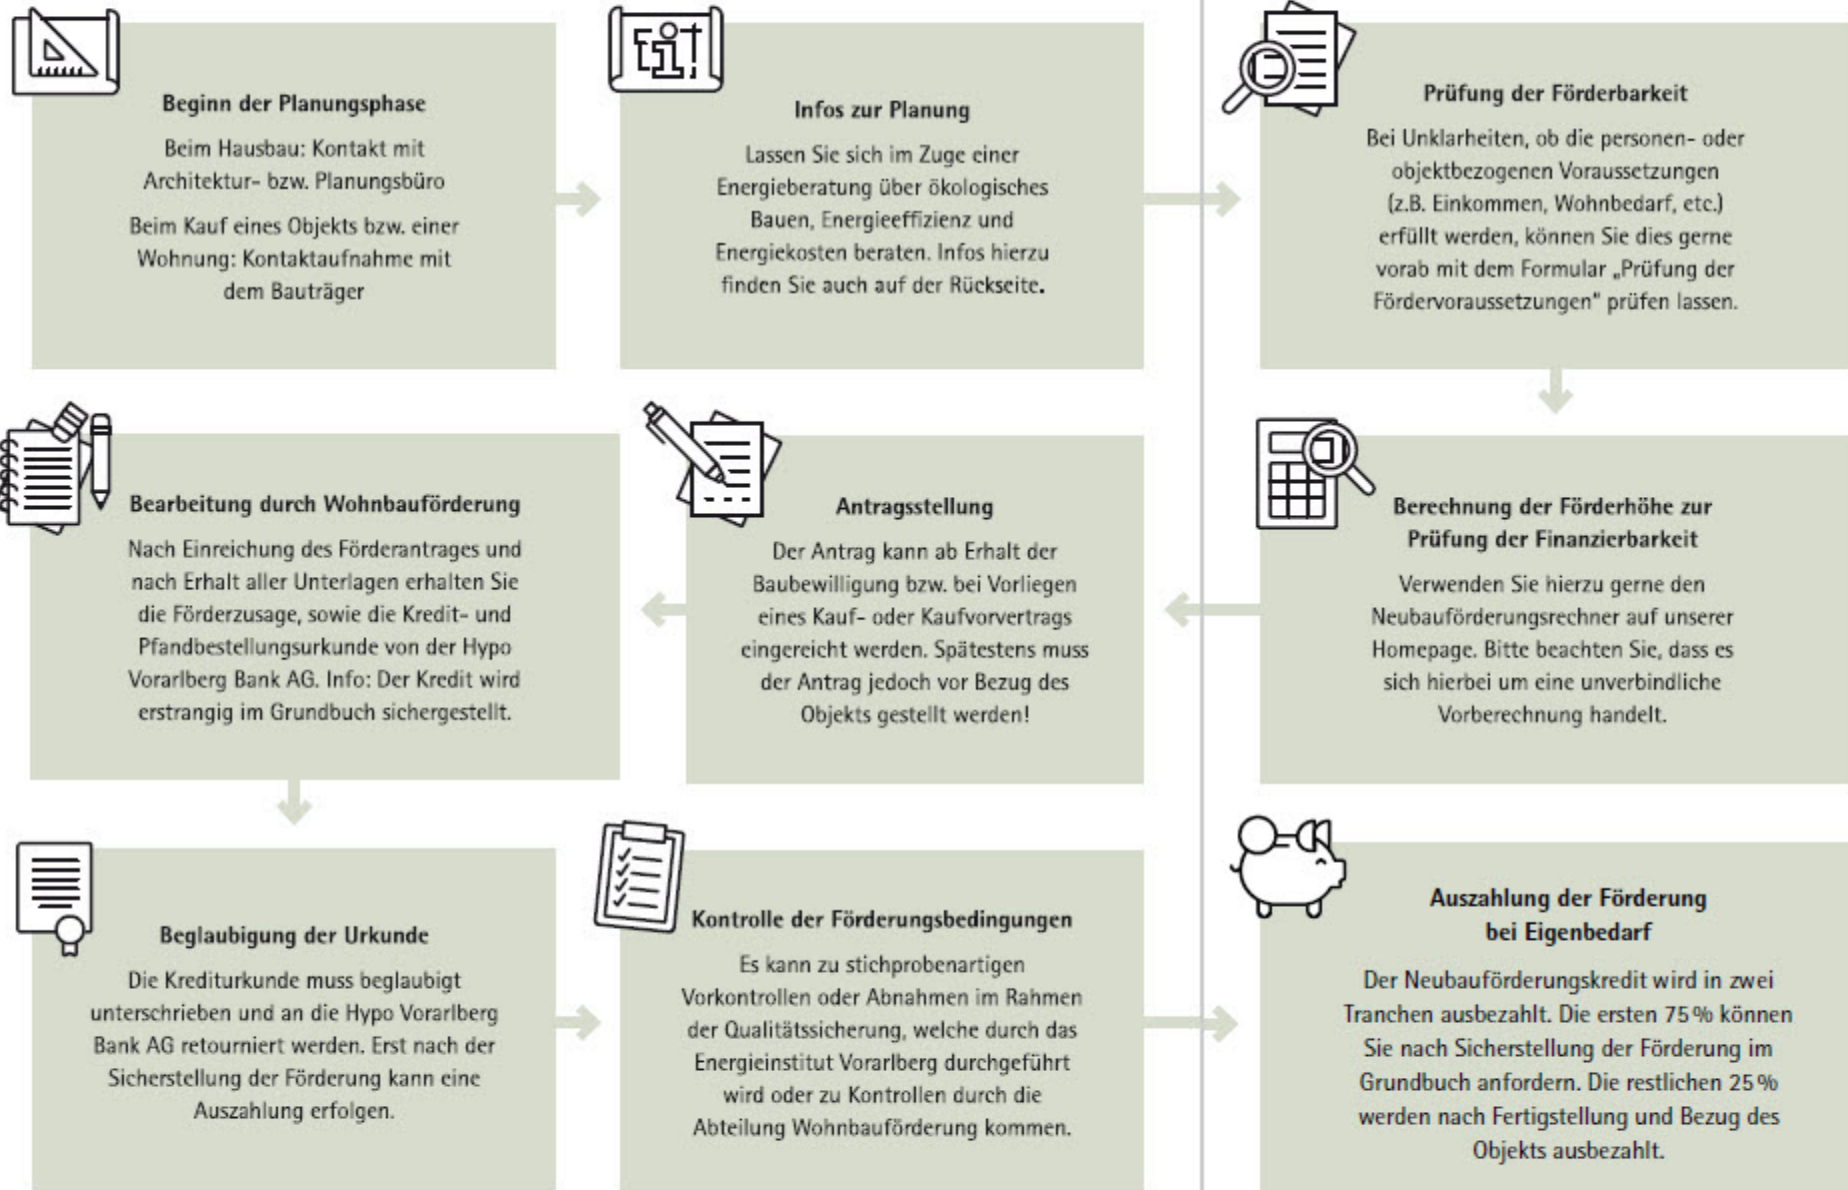 Beginn der Planungsphase
Beim Hausbau: Kontakt mit
Architektur- bzw. Planungsbüro
Beim Kauf eines Objekts bzw. einer
Wohnung: Kontaktaufnahme mit
dem Bauträger
Infos zur Planung
Lassen Sie sich im Zuge einer
Energieberatung über ökologisches
Bauen, Energieeffizienz und
Energiekosten beraten. Infos hierzu
finden Sie auch auf der Rückseite.
Prüfung der Förderbarkeit
Bei Unklarheiten, ob die personen- oder
objektbezogenen Voraussetzungen
(z.B. Einkommen, Wohnbedarf, etc.)
erfüllt werden, können Sie dies gerne
vorab mit dem Formular „Prüfung der
Fördervoraussetzungen" prüfen lassen.
Berechnung der Förderhöhe zur
Prüfung der Finanzierbarkeit
Verwenden Sie hierzu gerne den
Neubauförderungsrechner auf unserer
Homepage. Bitte beachten Sie, dass es
sich hierbei um eine unverbindliche
Vorberechnung handelt.
Antragsstellung
Der Antrag kann ab Erhalt der
Baubewilligung bzw. bei Vorliegen
eines Kauf- oder Kaufvorvertrags
eingereicht werden. Spätestens muss
der Antrag jedoch vor Bezug des
Objekts gestellt werden!
Bearbeitung durch Wohnbauförderung
Nach Einreichung des Förderantrages und
nach Erhalt aller Unterlagen erhalten Sie
die Förderzusage, sowie die Kredit- und
Pfandbestellungsurkunde von der Hypo
Vorarlberg Bank AG. Info: Der Kredit wird
erstrangig im Grundbuch sichergestellt.
Beglaubigung der Urkunde
Die Krediturkunde muss beglaubigt
unterschrieben und an die Hypo Vorarlberg
Bank AG retourniert werden. Erst nach der
Sicherstellung der Förderung kann eine
Auszahlung erfolgen.
Kontrolle der Förderungsbedingungen
Es kann zu stichprobenartigen
Vorkontrollen oder Abnahmen im Rahmen
der Qualitätssicherung, welche durch das
Energieinstitut Vorarlberg durchgeführt
wird oder zu Kontrollen durch die
Abteilung Wohnbauförderung kommen.
Auszahlung der Förderung
bei Eigenbedarf
Der Neubauförderungskredit wird in zwei
Tranchen ausbezahlt. Die ersten 75 % können
Sie nach Sicherstellung der Förderung im
Grundbuch anfordern. Die restlichen 25 %
werden nach Fertigstellung und Bezug des
Objekts ausbezahlt.